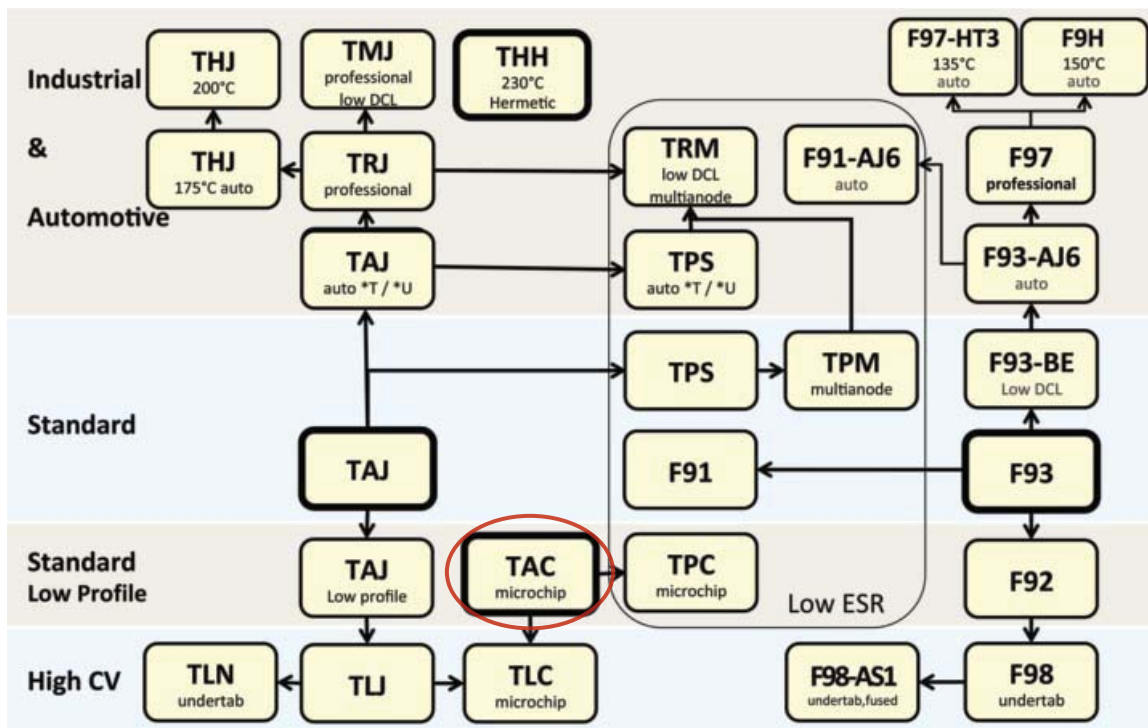 Industrial
&
Automotive
THJ
200°C
TMJ
professional
low DCL
THH
230°C
Hermetic
F97-HT3
135°C
auto
F9H
150°C
auto
THJ
175°C auto
TRJ
professional
TRM
low DCL
multianode
F91-AJ6
auto
F97
professional
TAJ
auto *T / *U
TPS
auto *T / *U
F93-AJ6
auto
Standard
TPS
TPM
multianode
F93-BE
Low DCL
TAJ
F91
F93
Standard
Low Profile
TAJ
Low profile
TAC
microchip
TPC
microchip
Low ESR
F92
High CV
TLN
undertab
TLJ
TLC
microchip
F98-AS1
undertab,fused
F98
undertab